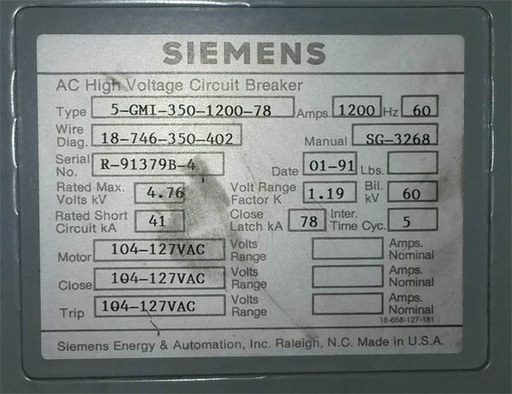 SIEMENS
AC High Voltage Circuit Breaker
Type 5-GMI-350-1200-78 Amps. 1200 Hz 60
Wire Diag. 18-746-350-402 Manual SG-3268
Serial No. R-91379B-4 Date 01-91 Lbs.
Rated Max. Volts kV 4.76 Volt Range Factor K 1.19 Bil. kV 60
Rated Short Circuit kA 41 Close Latch kA 78 Inter. Time Cyc. 5
Motor 104-127VAC Volts Range Amps. Nominal
Close 104-127VAC Volts Range Amps. Nominal
Trip 104-127VAC Volts Range Amps. Nominal
18-658-127-181
Siemens Energy & Automation, Inc. Raleigh, N.C. Made in U.S.A.